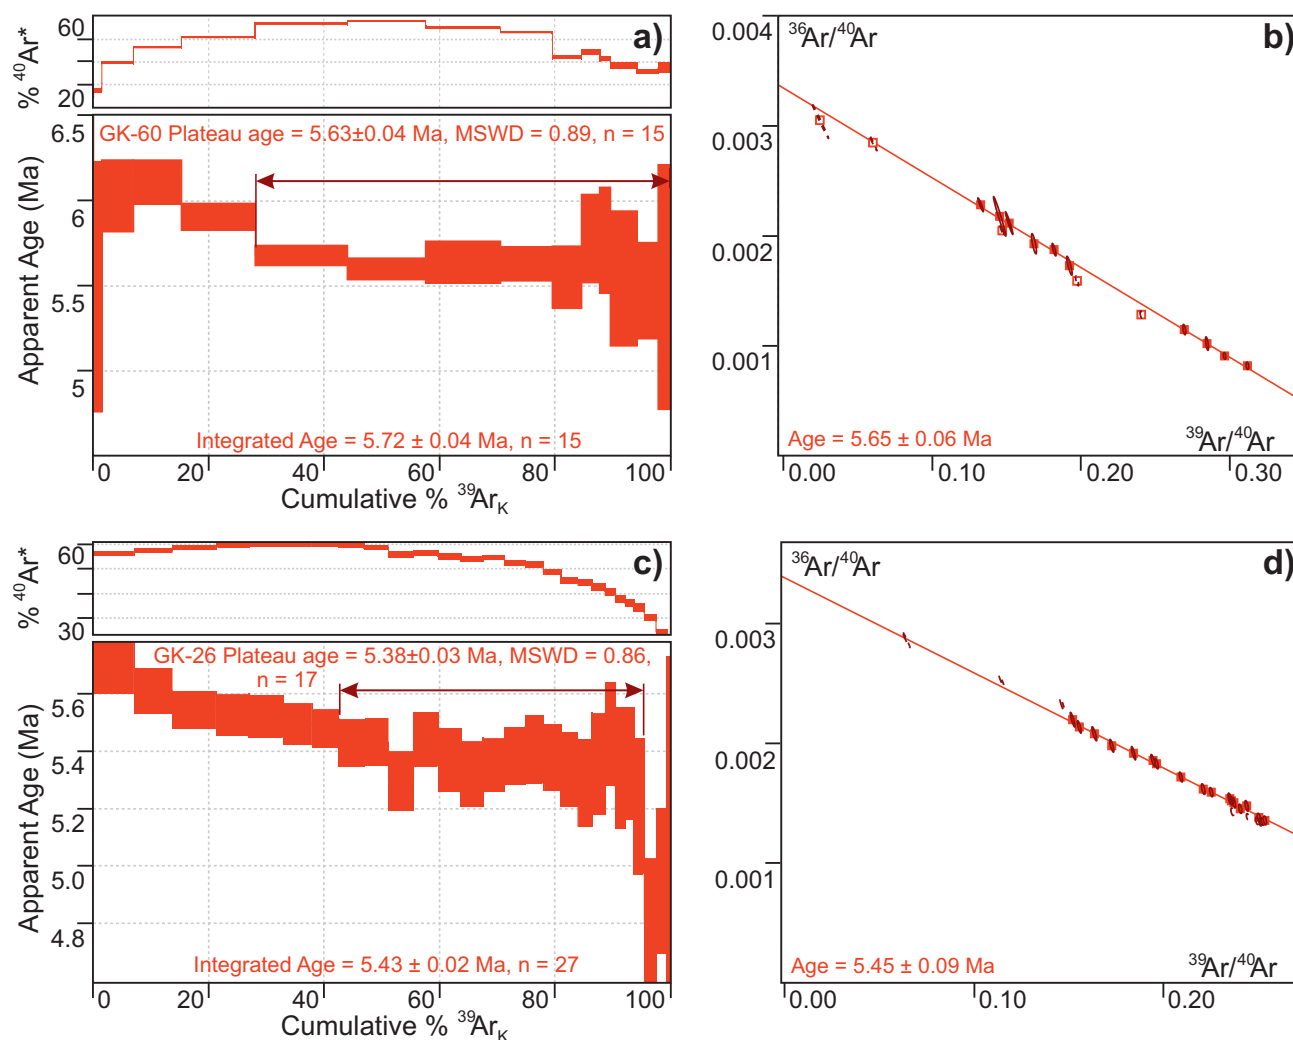 a)
% ⁴⁰Ar*
60
20
GK-60 Plateau age = 5.63±0.04 Ma, MSWD = 0.89, n = 15
Apparent Age (Ma)
6.5
6
5.5
5
Integrated Age = 5.72 ± 0.04 Ma, n = 15
0 20 40 60 80 100
Cumulative % ³⁹Ar_K
b)
³⁶Ar/⁴⁰Ar
0.004
0.003
0.002
0.001
Age = 5.65 ± 0.06 Ma
³⁹Ar/⁴⁰Ar
0.00 0.10 0.20 0.30
c)
% ⁴⁰Ar*
60
30
GK-26 Plateau age = 5.38±0.03 Ma, MSWD = 0.86,
n = 17
Apparent Age (Ma)
5.6
5.4
5.2
5.0
4.8
Integrated Age = 5.43 ± 0.02 Ma, n = 27
0 20 40 60 80 100
Cumulative % ³⁹Ar_K
d)
³⁶Ar/⁴⁰Ar
0.003
0.002
0.001
Age = 5.45 ± 0.09 Ma
³⁹Ar/⁴⁰Ar
0.00 0.10 0.20